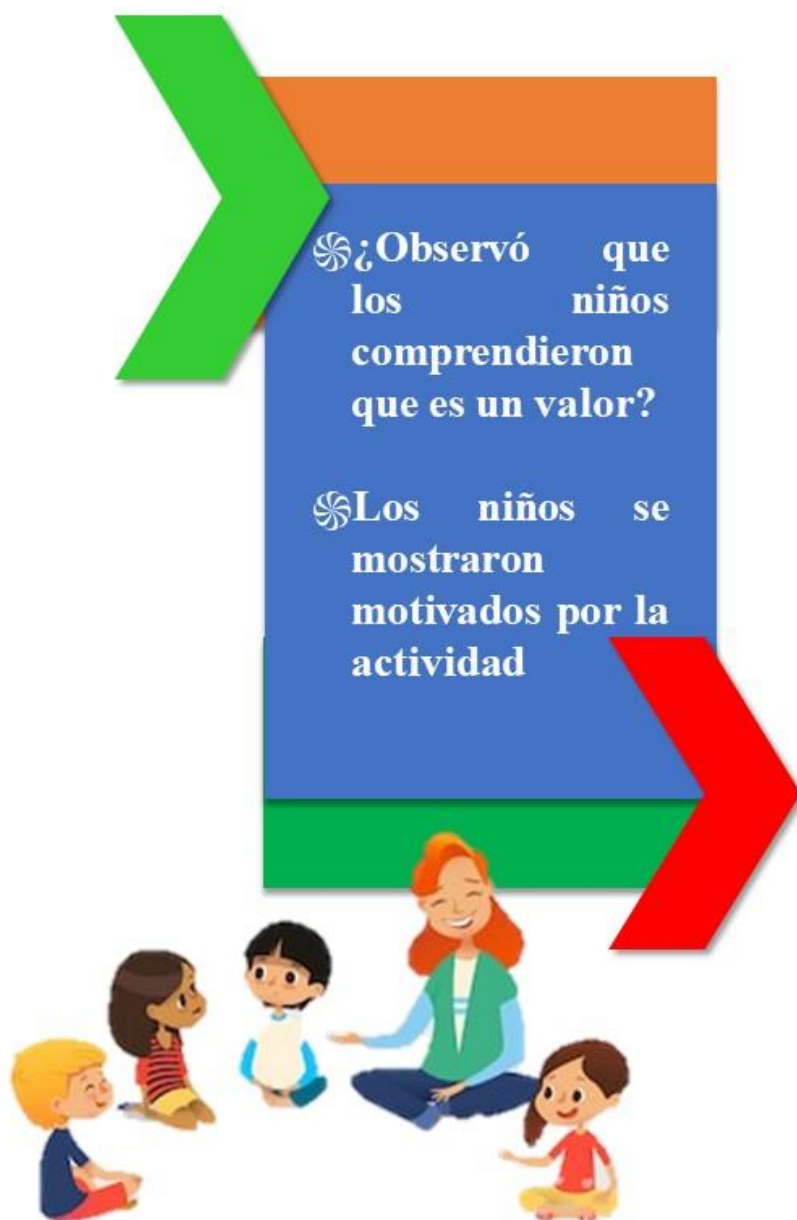 ֍¿Observó que
los niños
comprendieron
que es un valor?
֍Los niños se
mostraron
motivados por la
actividad